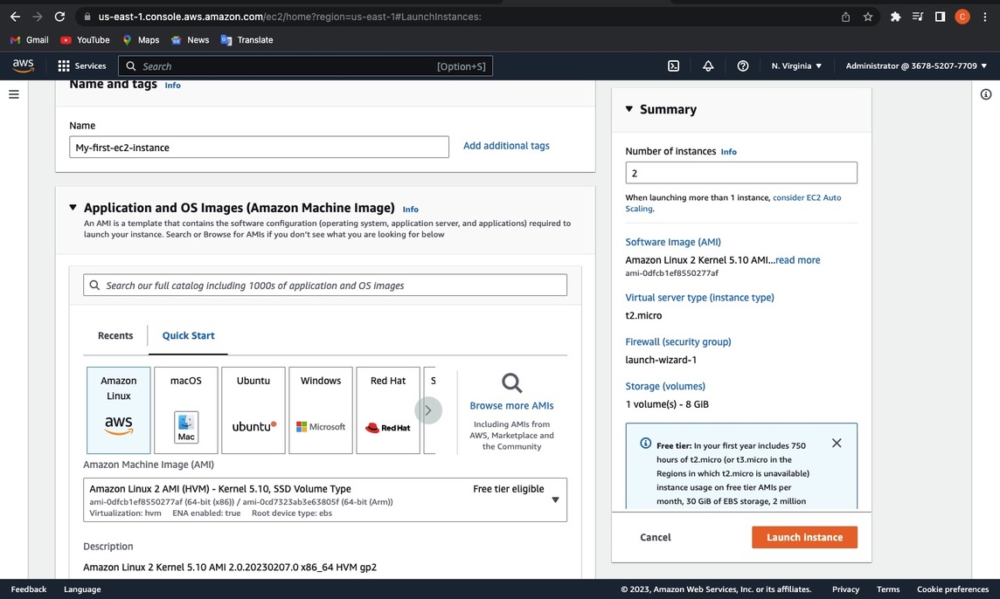 us-east-1.console.aws.amazon.com/ec2/home?region=us-east-1#LaunchInstances:
C
Gmail YouTube Maps News Translate
aws Services Search [Option+S] N. Virginia Administrator @ 3678-5207-7709
Name and tags Info
Name
My-first-ec2-instance Add additional tags
Application and OS Images (Amazon Machine Image) Info
An AMI is a template that contains the software configuration (operating system, application server, and applications) required to
launch your instance. Search or Browse for AMIs if you don't see what you are looking for below
Search our full catalog including 1000s of application and OS images
Recents Quick Start
Amazon
Linux
aws
macOS
Mac
Ubuntu
ubuntu
Windows
Microsoft
Red Hat
Red Hat
S
Browse more AMIs
Including AMIs from
AWS, Marketplace and
the Community
Amazon Machine Image (AMI)
Amazon Linux 2 AMI (HVM) - Kernel 5.10, SSD Volume Type Free tier eligible
ami-0dfcb1ef8550277af (64-bit (x86)) / ami-0cd7323ab3e63805f (64-bit (Arm))
Virtualization: hvm ENA enabled: true Root device type: ebs
Description
Amazon Linux 2 Kernel 5.10 AMI 2.0.20230207.0 x86_64 HVM gp2
Summary
Number of instances Info
2
When launching more than 1 instance, consider EC2 Auto
Scaling.
Software Image (AMI)
Amazon Linux 2 Kernel 5.10 AMI...read more
ami-0dfcb1ef8550277af
Virtual server type (instance type)
t2.micro
Firewall (security group)
launch-wizard-1
Storage (volumes)
1 volume(s) - 8 GiB
Free tier: In your first year includes 750
hours of t2.micro (or t3.micro in the
Regions in which t2.micro is unavailable)
instance usage on free tier AMIs per
month, 30 GiB of EBS storage, 2 million
Cancel Launch instance
Feedback Language © 2023, Amazon Web Services, Inc. or its affiliates. Privacy Terms Cookie preferences